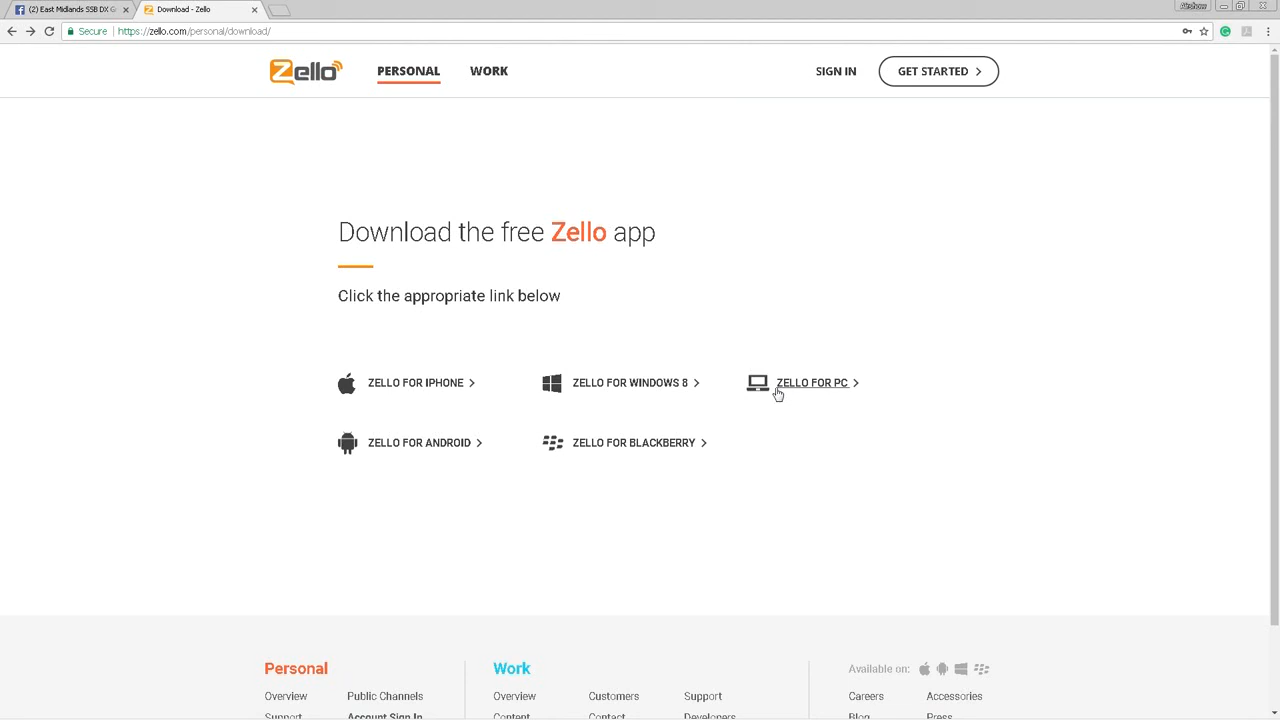 (2) East Midlands SSB DX G
Download - Zello
Akshow
Secure
https://zello.com/personal/download/
Zello
PERSONAL
WORK
SIGN IN
GET STARTED
Download the free Zello app
Click the appropriate link below
ZELLO FOR IPHONE
ZELLO FOR WINDOWS 8
ZELLO FOR PC
ZELLO FOR ANDROID
ZELLO FOR BLACKBERRY
Personal
Work
Available on:
Overview
Public Channels
Overview
Customers
Support
Careers
Accessories
Support
Account Sign In
Content
Contact
Developers
Blog
Press